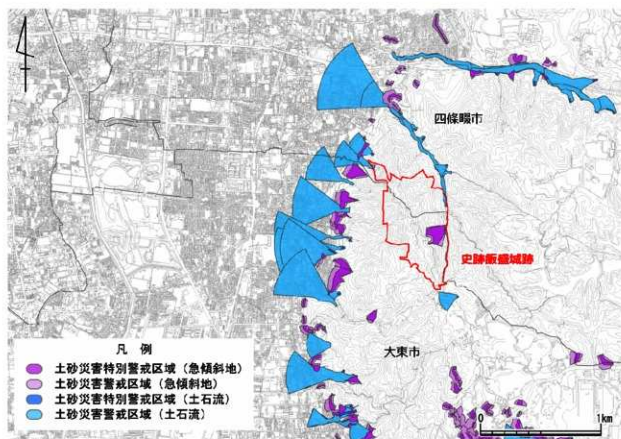 四條畷市
史跡飯盛城跡
大東市
凡 例
土砂災害特別警戒区域（急傾斜地）
土砂災害警戒区域（急傾斜地）
土砂災害特別警戒区域（土石流）
土砂災害警戒区域（土石流）
0 1km